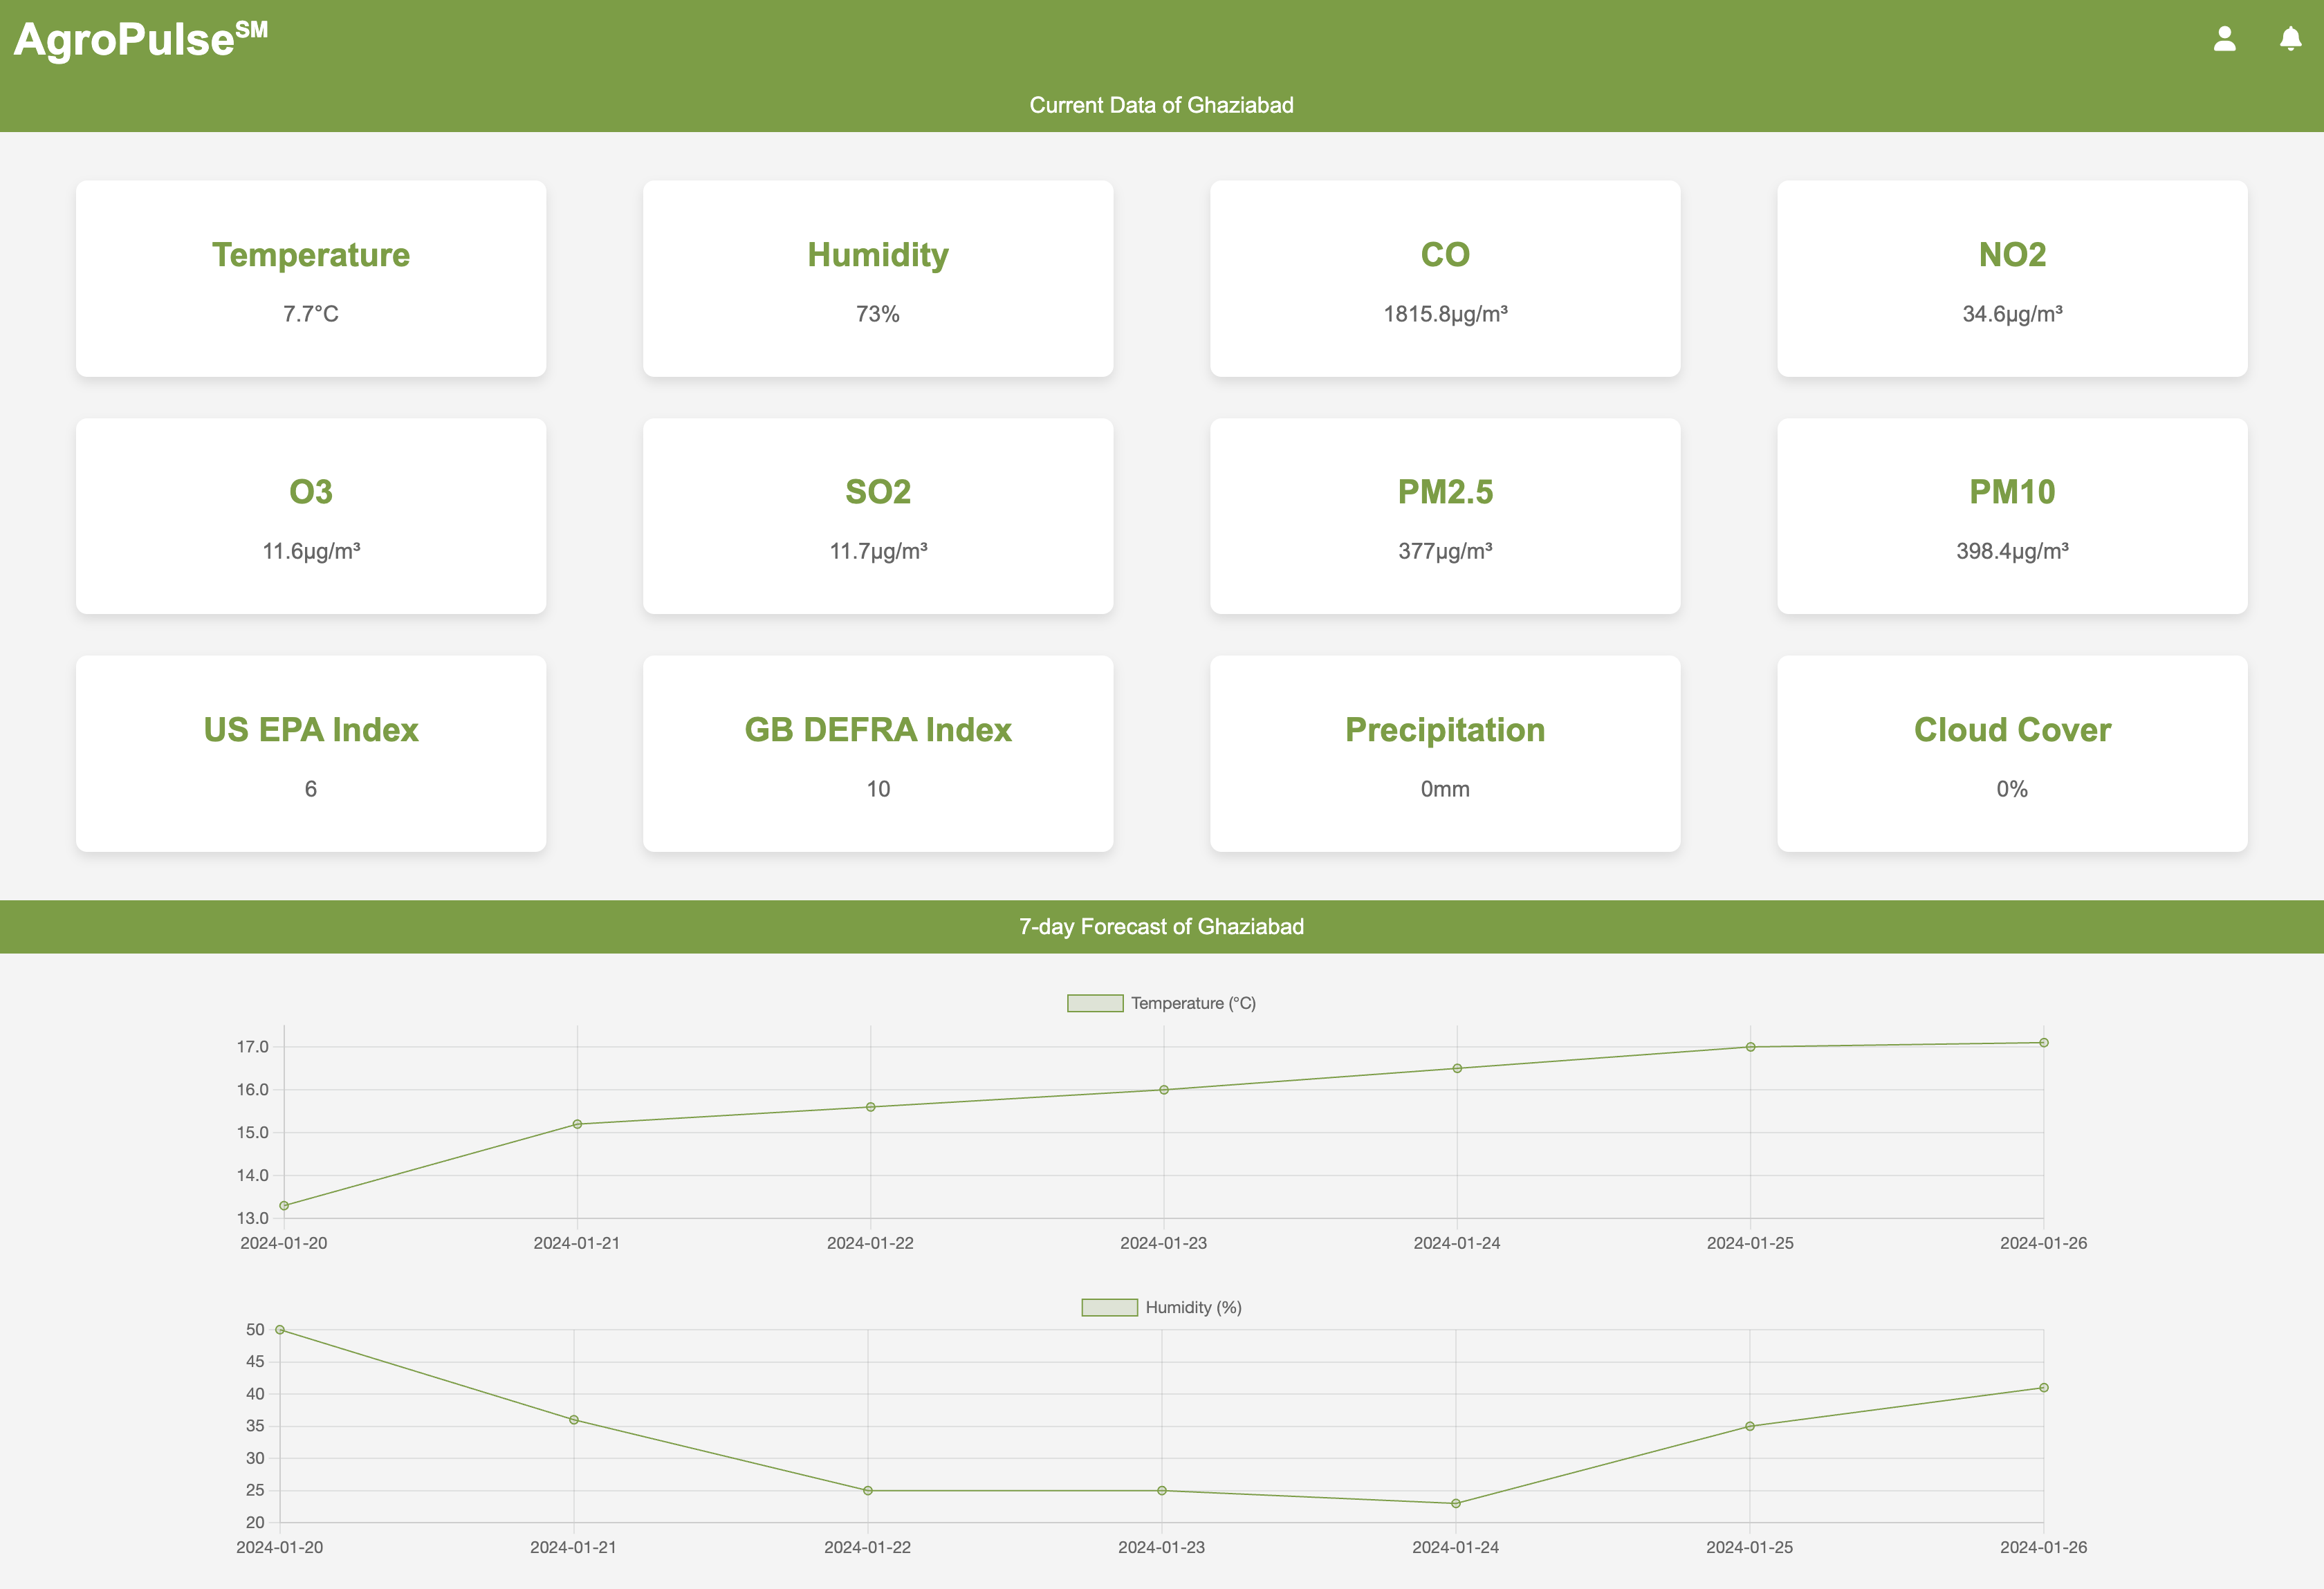 AgroPulse℠
Current Data of Ghaziabad
Temperature
7.7°C
Humidity
73%
CO
1815.8µg/m³
NO2
34.6µg/m³
O3
11.6µg/m³
SO2
11.7µg/m³
PM2.5
377µg/m³
PM10
398.4µg/m³
US EPA Index
6
GB DEFRA Index
10
Precipitation
0mm
Cloud Cover
0%
7-day Forecast of Ghaziabad
Temperature (°C)
17.0
16.0
15.0
14.0
13.0
2024-01-20 2024-01-21 2024-01-22 2024-01-23 2024-01-24 2024-01-25 2024-01-26
Humidity (%)
50
45
40
35
30
25
20
2024-01-20 2024-01-21 2024-01-22 2024-01-23 2024-01-24 2024-01-25 2024-01-26